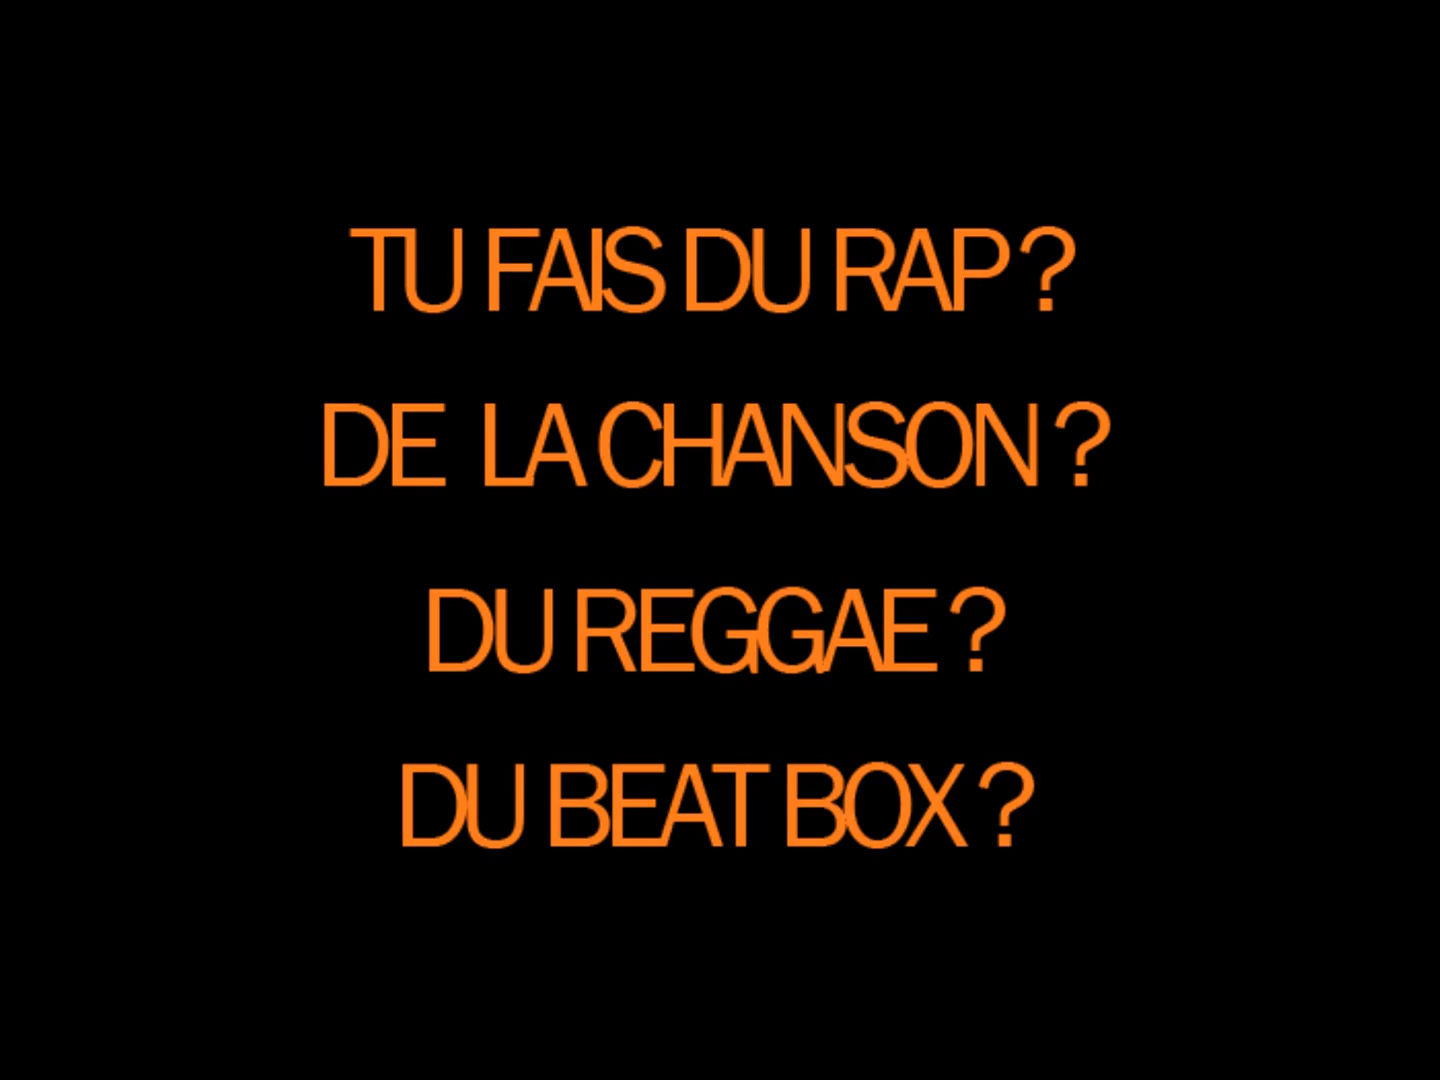 TU FAIS DU RAP ?
DE LA CHANSON ?
DU REGGAE ?
DU BEAT BOX ?